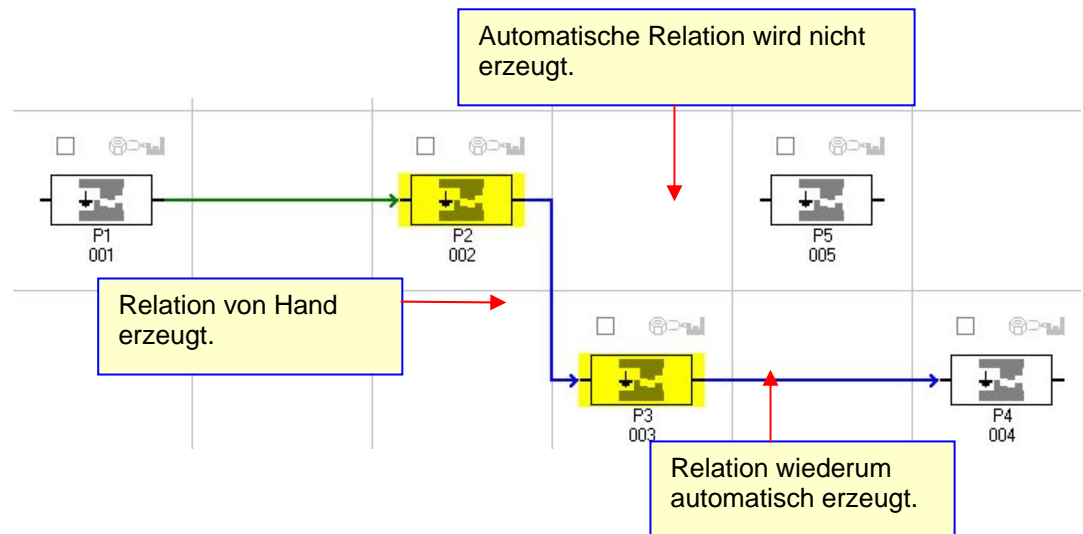 Automatische Relation wird nicht
erzeugt.
P1
001
P2
002
P5
005
Relation von Hand
erzeugt.
P3
003
P4
004
Relation wiederum
automatisch erzeugt.